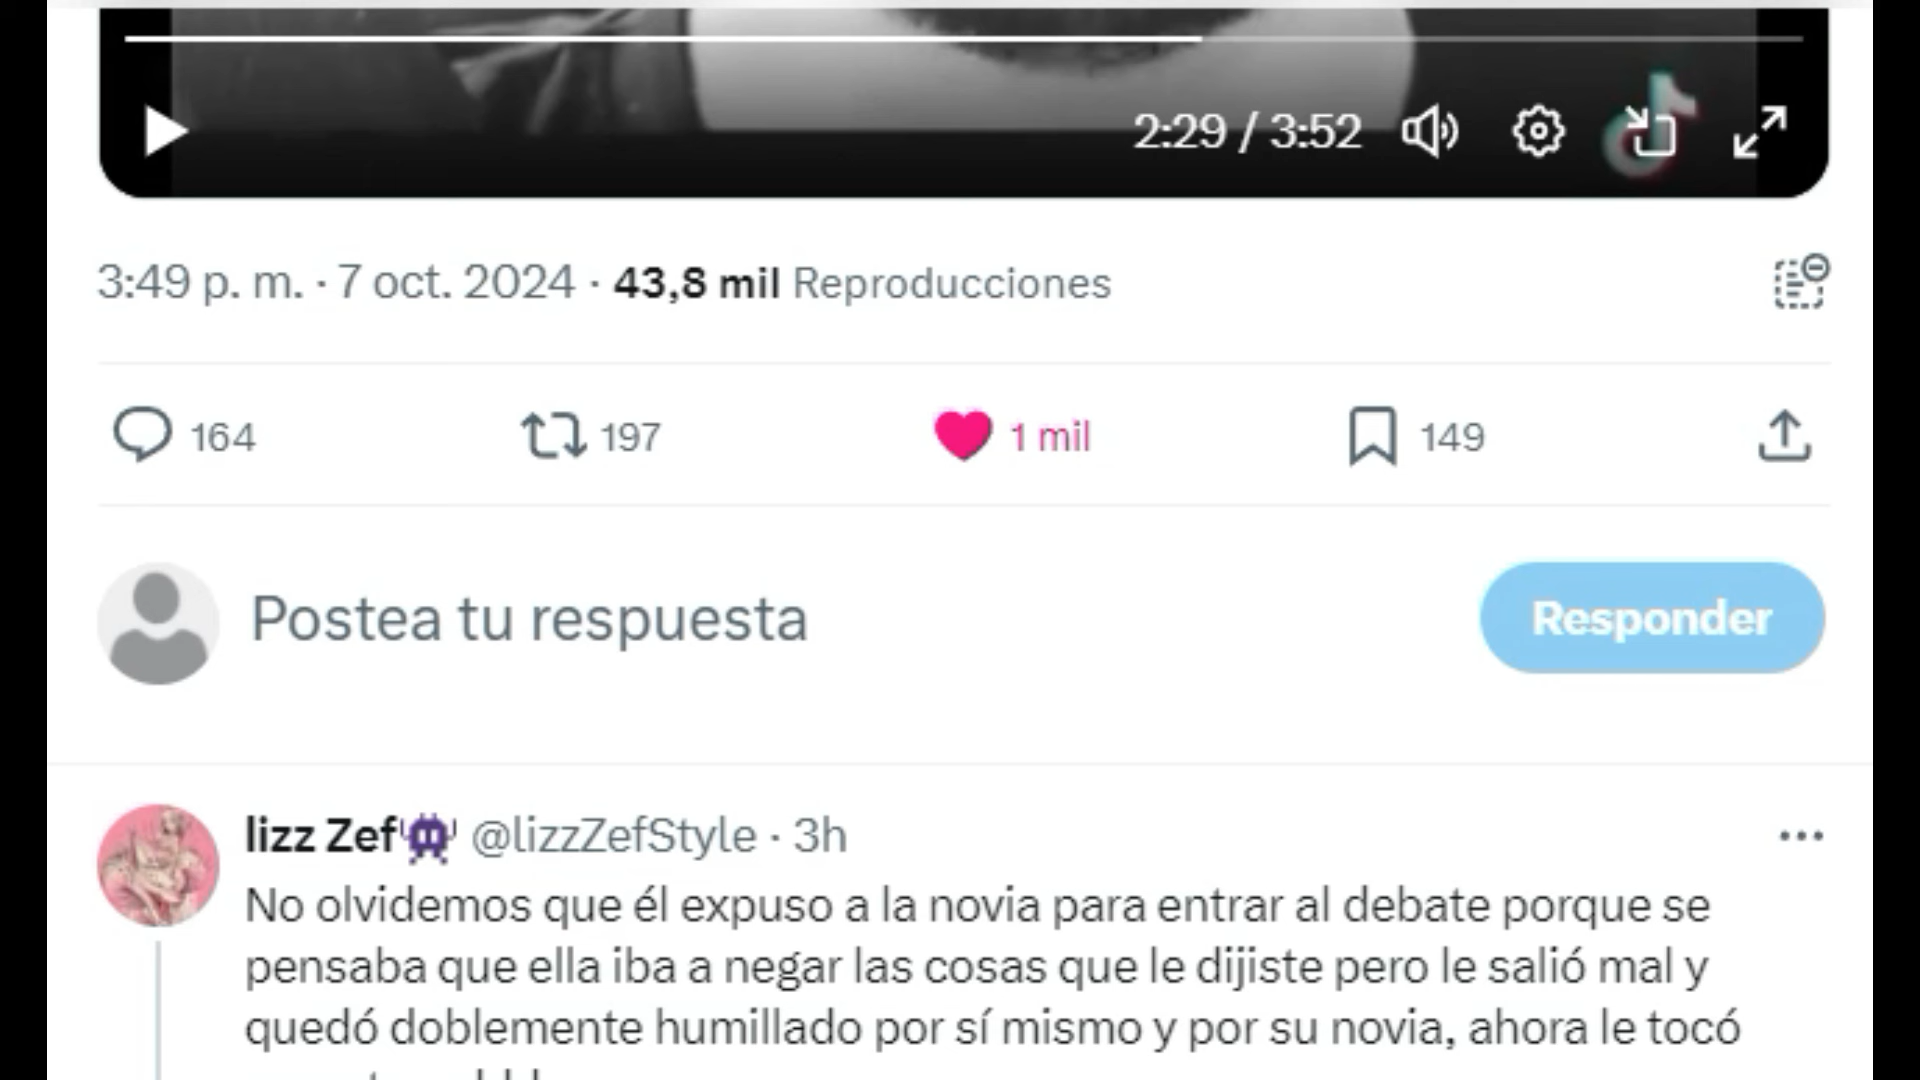 2:29 / 3:52
3:49 p. m. · 7 oct. 2024 · 43,8 mil Reproducciones
164 197 1 mil 149
Postea tu respuesta Responder
lizz Zef👾 @lizzZefStyle · 3h
No olvidemos que él expuso a la novia para entrar al debate porque se
pensaba que ella iba a negar las cosas que le dijiste pero le salió mal y
quedó doblemente humillado por sí mismo y por su novia, ahora le tocó